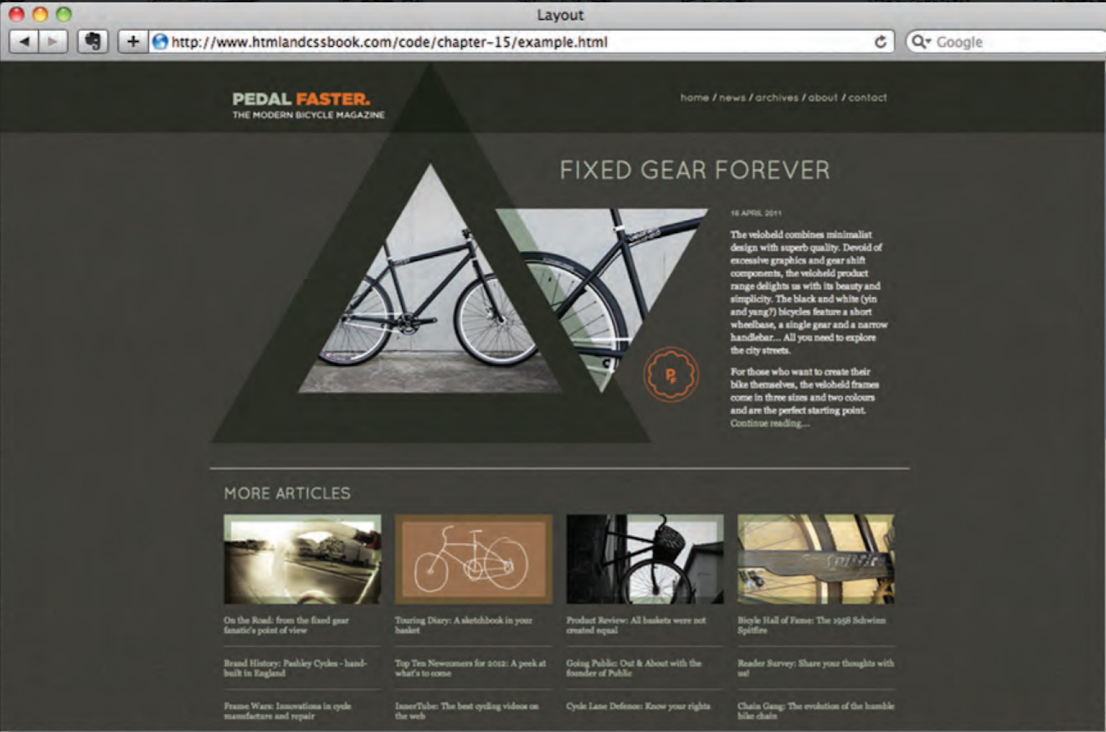 Layout
http://www.htmlandcssbook.com/code/chapter-15/example.html
Google
PEDAL FASTER.
THE MODERN BICYCLE MAGAZINE
home / news / archives / about / contact
FIXED GEAR FOREVER
16 APRIL 2011
The veloheld combines minimalist
design with superb quality. Devoid of
excessive graphics and gear shift
components, the veloheld product
range delights us with its beauty and
simplicity. The black and white (yin
and yang?) bicycles feature a short
wheelbase, a single gear and a narrow
handlebar... All you need to explore
the city streets.
For those who want to create their
bike themselves, the veloheld frames
come in three sizes and two colours
and are the perfect starting point.
Continue reading...
MORE ARTICLES
On the Road: from the fixed gear
fanatic's point of view
Brand History: Pashley Cycles - hand-
built in England
Frame Wars: Innovations in cycle
manufacture and repair
Touring Diary: A sketchbook in your
basket
Top Ten Newcomers for 2012: A peek at
what's to come
InnerTube: The best cycling videos on
the web
Product Review: All baskets were not
created equal
Going Public: Out & About with the
founder of Public
Cycle Lane Defence: Know your rights
Spitfire
Bicyle Hall of Fame: The 1958 Schwinn
Spitfire
Reader Survey: Share your thoughts with
us!
Chain Gang: The evolution of the humble
bike chain